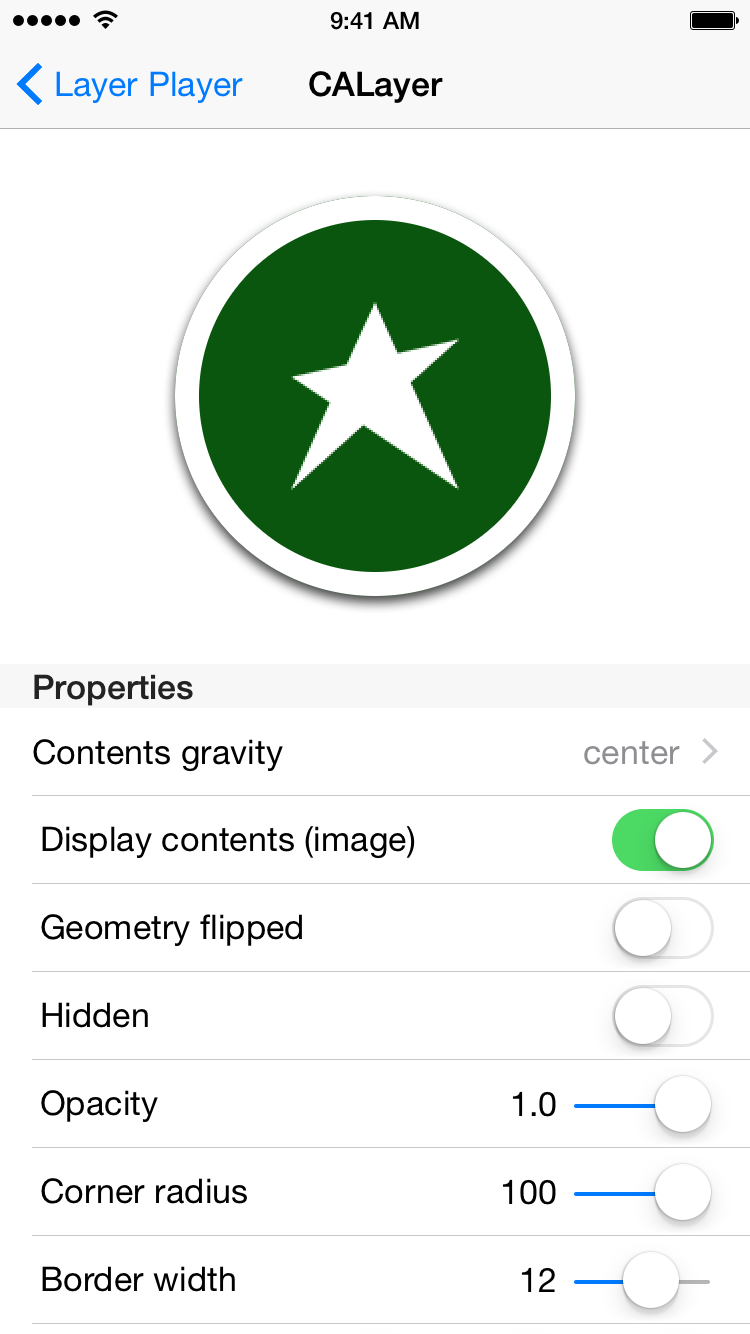 9:41 AM
Layer Player
CALayer
Properties
Contents gravity center
Display contents (image)
Geometry flipped
Hidden
Opacity 1.0
Corner radius 100
Border width 12